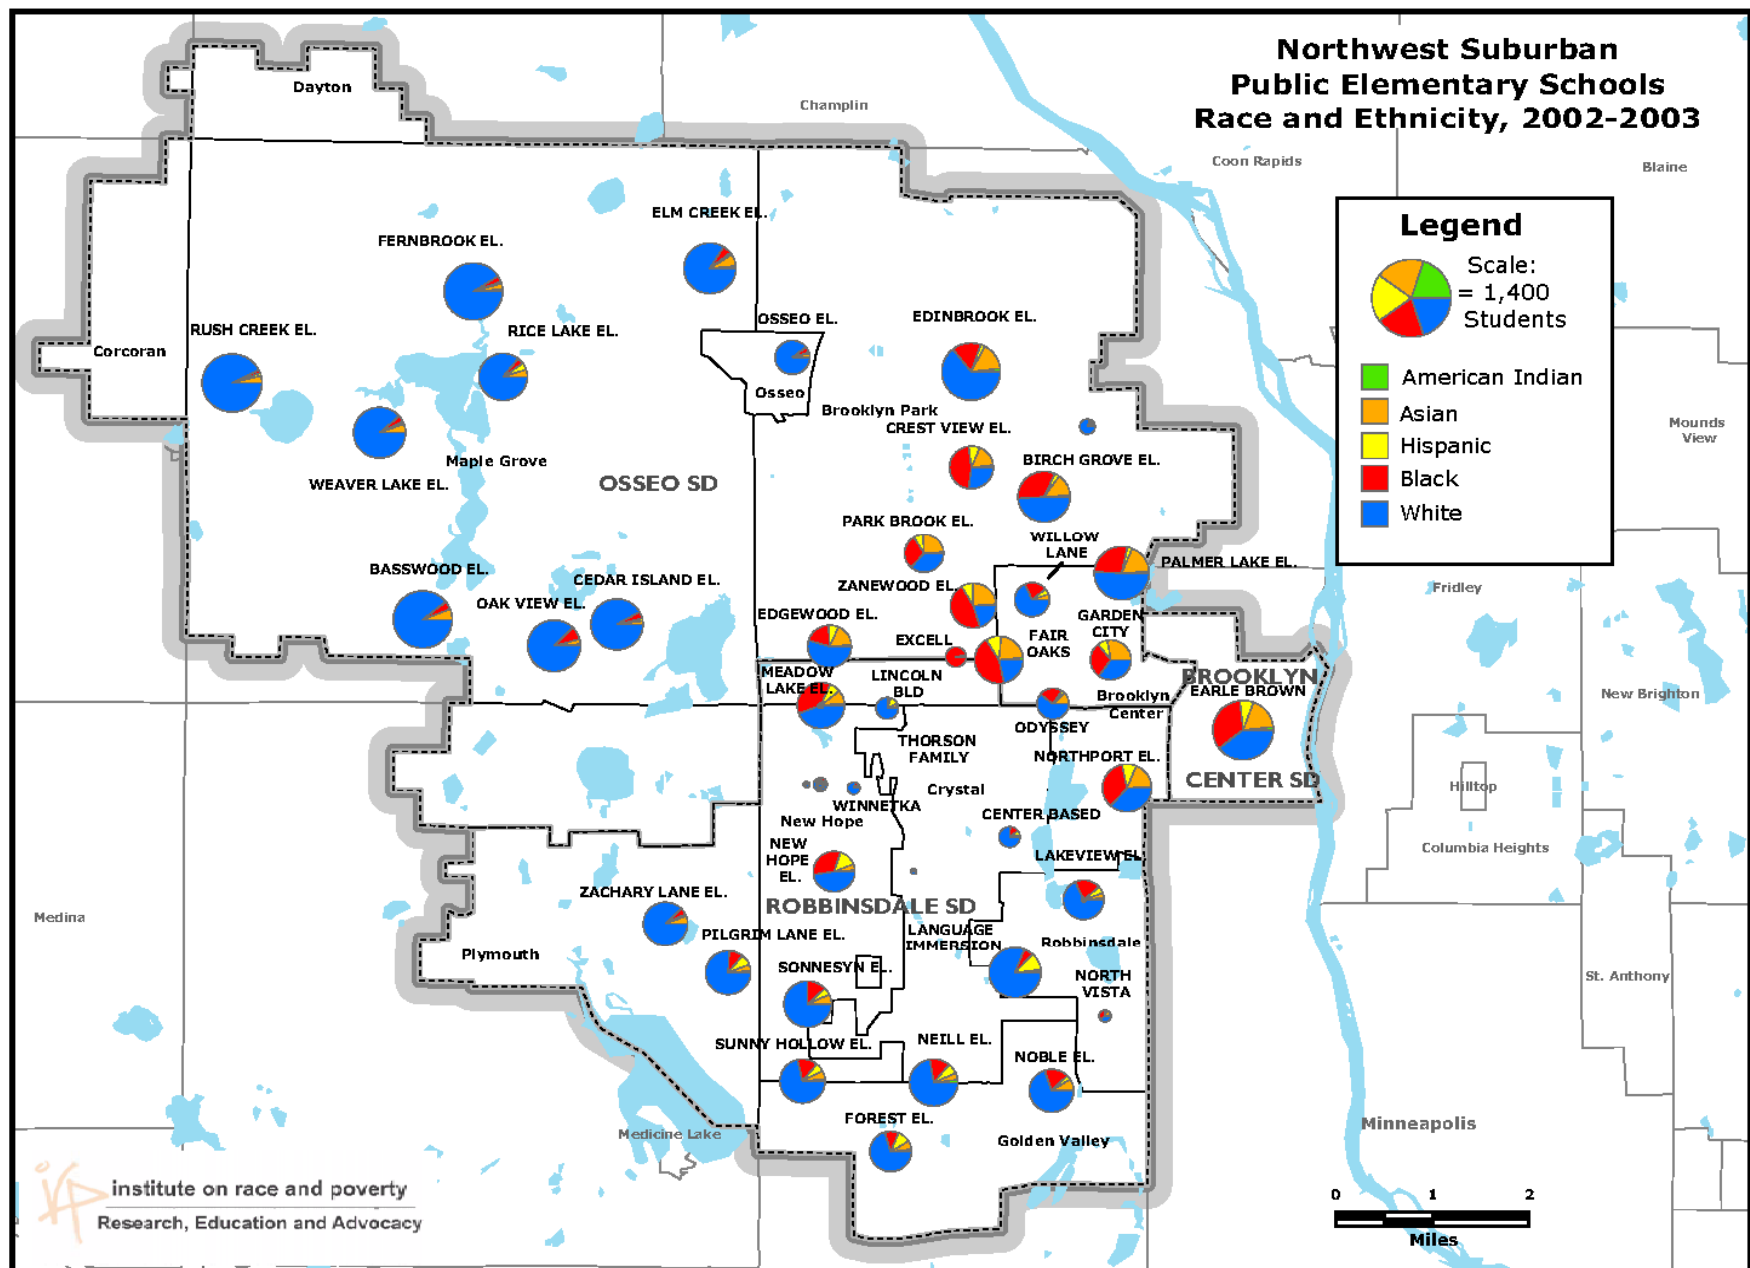 Northwest Suburban
Public Elementary Schools
Race and Ethnicity, 2002-2003
Dayton
Champlin
Coon Rapids
Blaine
Legend
Scale:
= 1,400
Students
American Indian
Asian
Hispanic
Black
White
ELM CREEK EL.
FERNBROOK EL.
RUSH CREEK EL.
RICE LAKE EL.
OSSEO EL.
EDINBROOK EL.
Corcoran
Osseo
Brooklyn Park
CREST VIEW EL.
Mounds
View
Maple Grove
BIRCH GROVE EL.
WEAVER LAKE EL.
OSSEO SD
PARK BROOK EL.
WILLOW
LANE
PALMER LAKE EL.
BASSWOOD EL.
CEDAR ISLAND EL.
ZANEWOOD EL.
Fridley
OAK VIEW EL.
EDGEWOOD EL.
GARDEN
CITY
EXCELL
FAIR
OAKS
MEADOW
LAKE EL.
LINCOLN
BLD
BROOKLYN
EARLE BROWN
New Brighton
Brooklyn
Center
ODYSSEY
THORSON
FAMILY
NORTHPORT EL.
CENTER SD
Crystal
Hilltop
WINNETKA
New Hope
CENTER BASED
NEW
HOPE
EL.
LAKEVIEW EL.
Columbia Heights
ZACHARY LANE EL.
ROBBINSDALE SD
Medina
PILGRIM LANE EL.
LANGUAGE
IMMERSION
Robbinsdale
Plymouth
SONNESYN EL.
NORTH
VISTA
St. Anthony
SUNNY HOLLOW EL.
NEILL EL.
NOBLE EL.
FOREST EL.
Medicine Lake
Golden Valley
Minneapolis
irp
institute on race and poverty
Research, Education and Advocacy
0 1 2
Miles